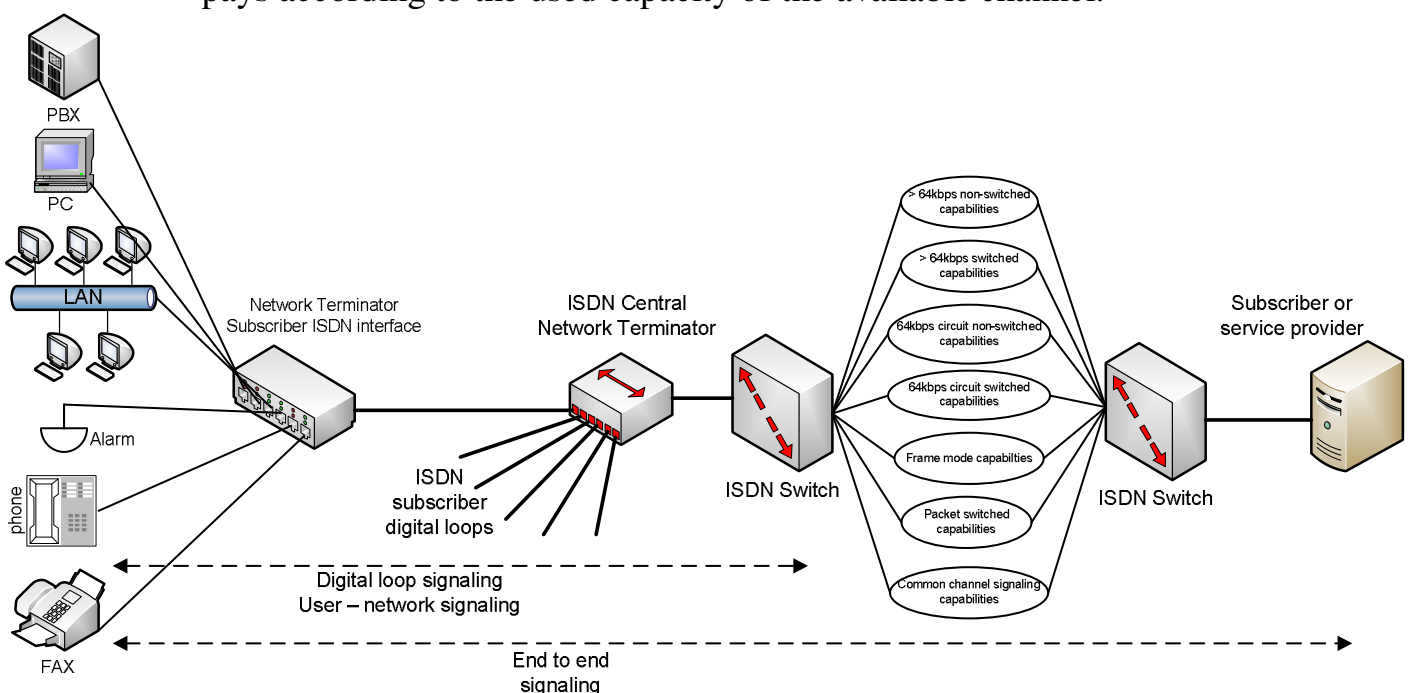 pays according to the used capacity of the available channel.
PBX
PC
LAN
Alarm
phone
FAX
Network Terminator
Subscriber ISDN interface
ISDN Central
Network Terminator
ISDN
subscriber
digital loops
ISDN Switch
> 64kbps non-switched
capabilities
> 64kbps switched
capabilities
64kbps circuit non-switched
capabilities
64kbps circuit switched
capabilities
Frame mode capabilties
Packet switched
capabilities
Common channel signaling
capabilities
ISDN Switch
Subscriber or
service provider
Digital loop signaling
User – network signaling
End to end
signaling